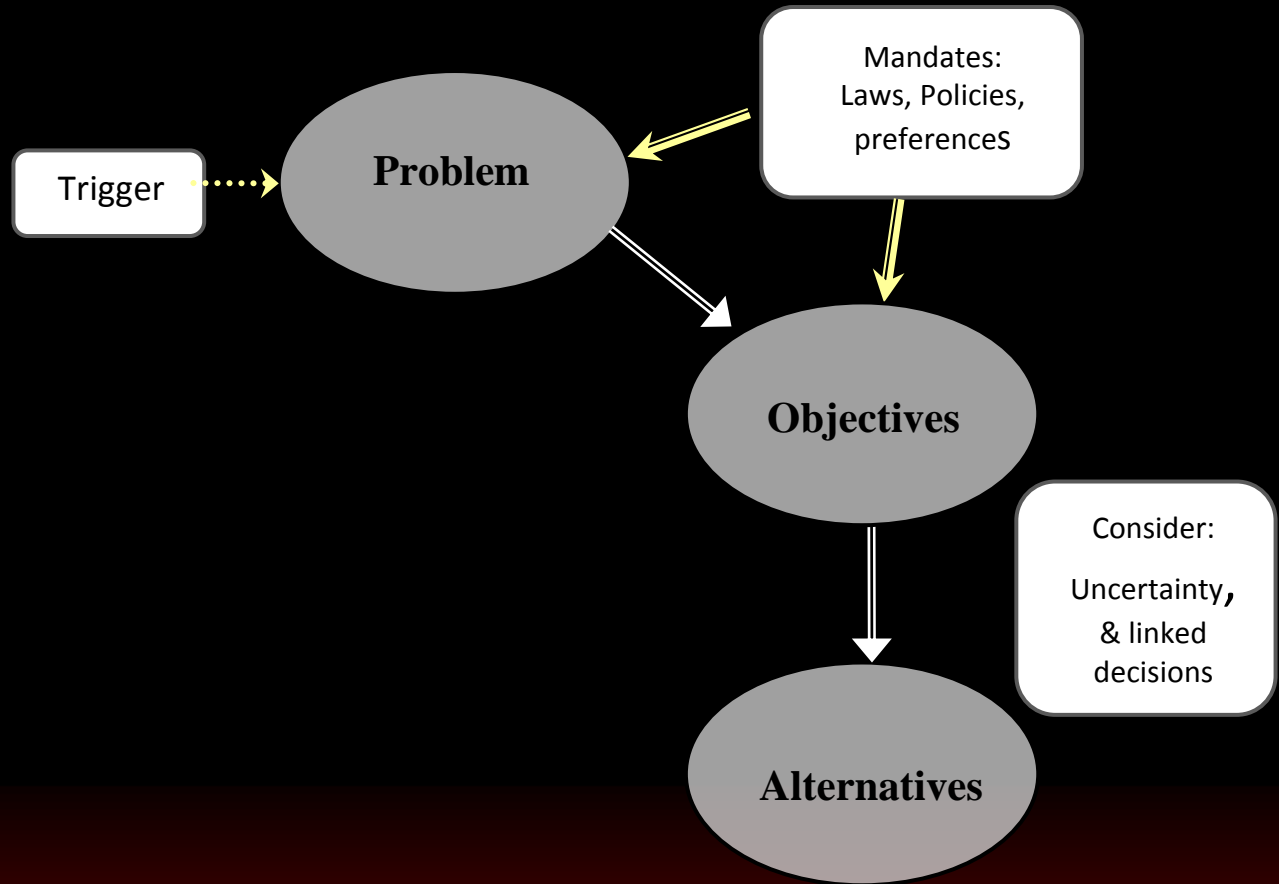 Mandates:
Laws, Policies,
preferences
Problem
Trigger
Objectives
Consider:
Uncertainty,
& linked
decisions
Alternatives